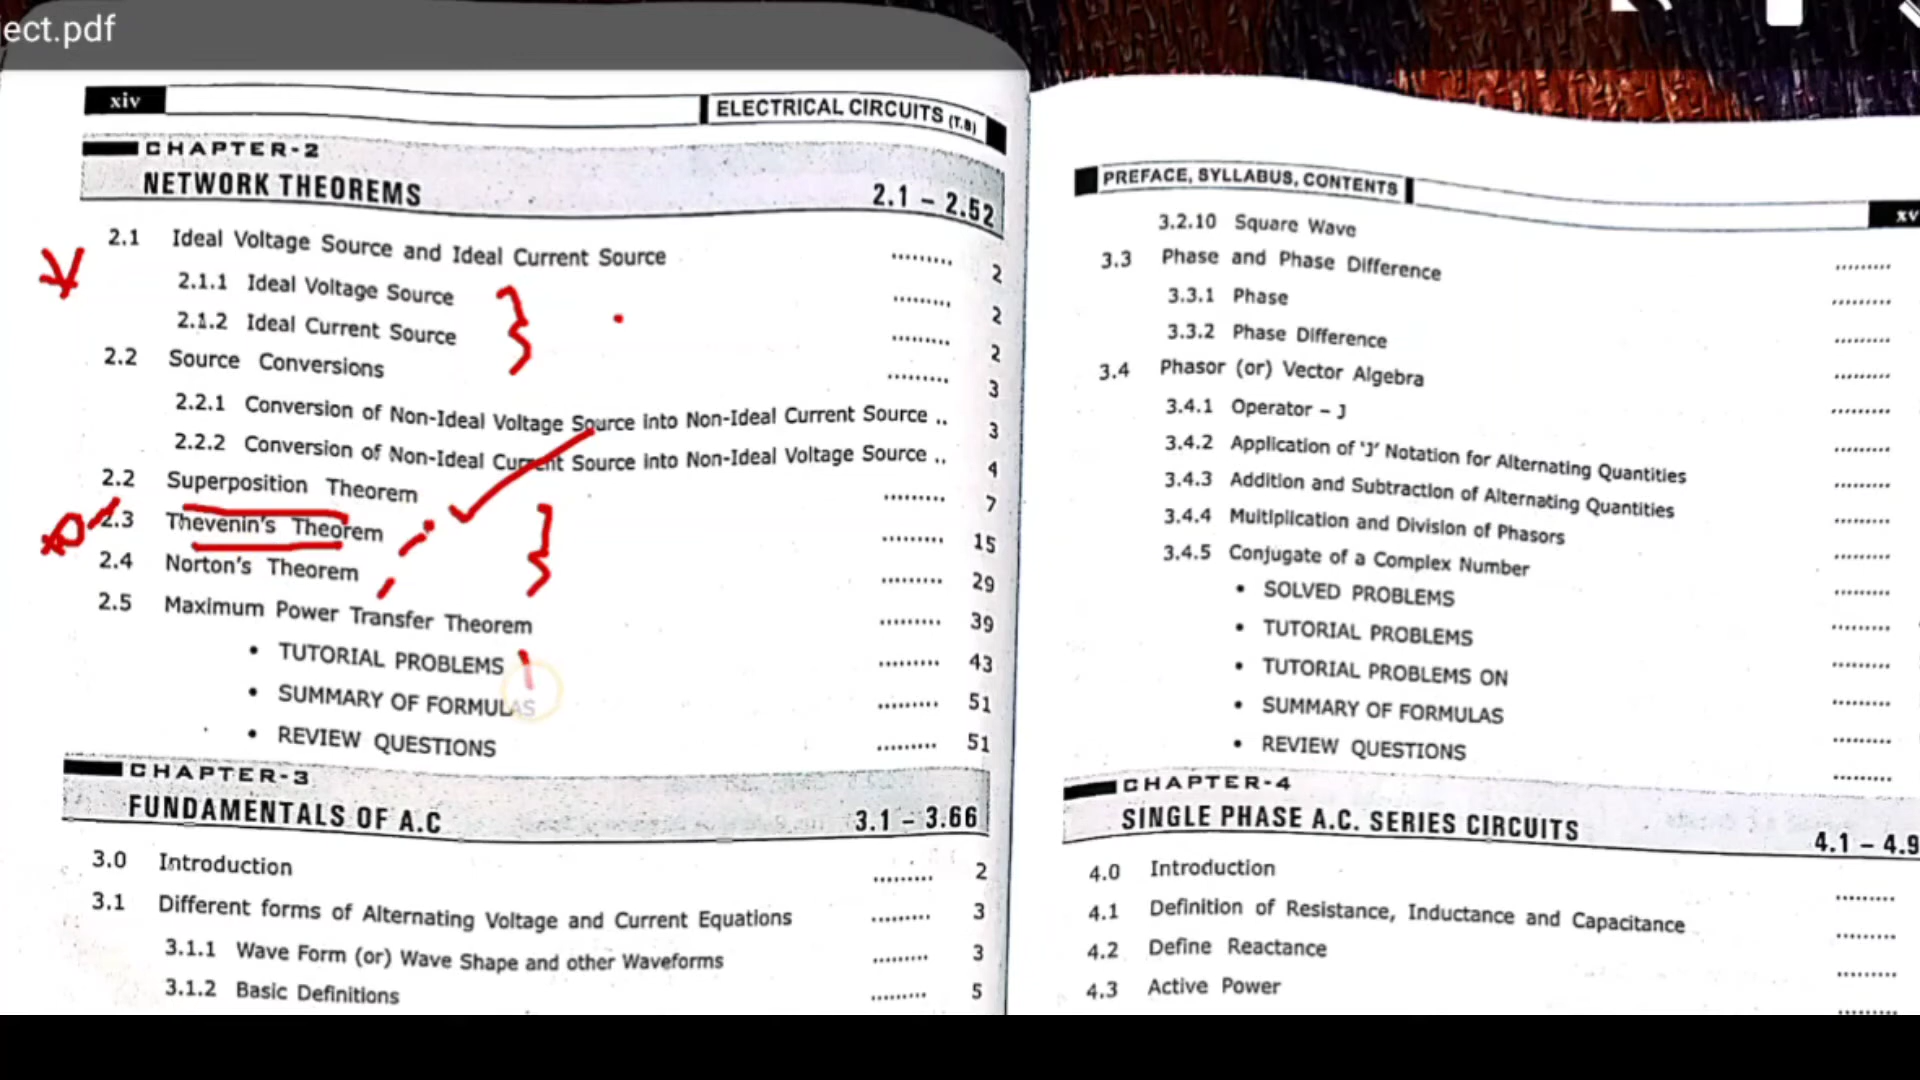 ect.pdf
xiv
ELECTRICAL CIRCUITS (T.B)
CHAPTER-2
NETWORK THEOREMS 2.1 – 2.52
2.1 Ideal Voltage Source and Ideal Current Source ......... 2
2.1.1 Ideal Voltage Source ......... 2
2.1.2 Ideal Current Source ......... 2
2.2 Source Conversions ......... 3
2.2.1 Conversion of Non-Ideal Voltage Source into Non-Ideal Current Source .. 3
2.2.2 Conversion of Non-Ideal Current Source into Non-Ideal Voltage Source .. 4
2.2 Superposition Theorem ......... 7
2.3 Thevenin's Theorem ......... 15
2.4 Norton's Theorem ......... 29
2.5 Maximum Power Transfer Theorem ......... 39
• TUTORIAL PROBLEMS ......... 43
• SUMMARY OF FORMULAS ......... 51
• REVIEW QUESTIONS ......... 51
CHAPTER-3
FUNDAMENTALS OF A.C 3.1 – 3.66
3.0 Introduction ......... 2
3.1 Different forms of Alternating Voltage and Current Equations ......... 3
3.1.1 Wave Form (or) Wave Shape and other Waveforms ......... 3
3.1.2 Basic Definitions ......... 5
PREFACE, SYLLABUS, CONTENTS
xv
3.2.10 Square Wave .........
3.3 Phase and Phase Difference .........
3.3.1 Phase .........
3.3.2 Phase Difference .........
3.4 Phasor (or) Vector Algebra .........
3.4.1 Operator – J .........
3.4.2 Application of 'J' Notation for Alternating Quantities .........
3.4.3 Addition and Subtraction of Alternating Quantities .........
3.4.4 Multiplication and Division of Phasors .........
3.4.5 Conjugate of a Complex Number .........
• SOLVED PROBLEMS .........
• TUTORIAL PROBLEMS .........
• TUTORIAL PROBLEMS ON .........
• SUMMARY OF FORMULAS .........
• REVIEW QUESTIONS .........
CHAPTER-4
SINGLE PHASE A.C. SERIES CIRCUITS 4.1 – 4.9
4.0 Introduction .........
4.1 Definition of Resistance, Inductance and Capacitance .........
4.2 Define Reactance .........
4.3 Active Power .........